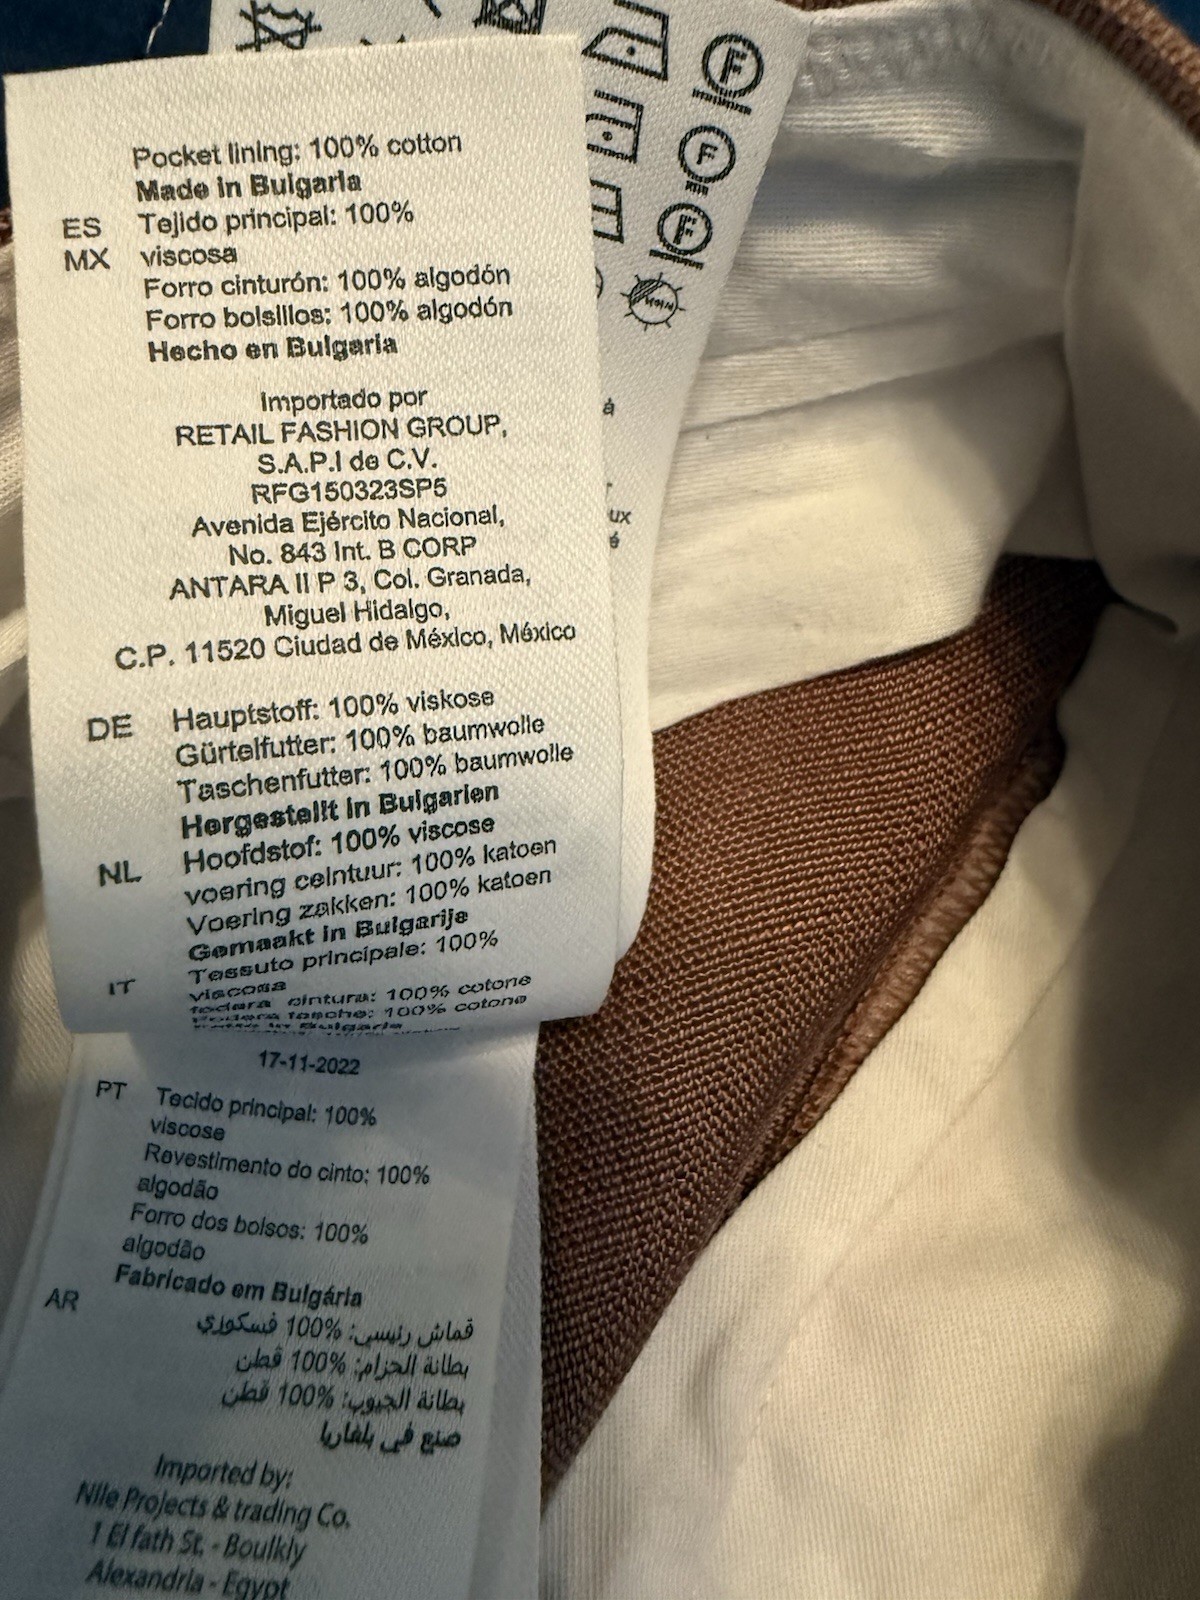 F
F
F
Pocket lining: 100% cotton
Made in Bulgaria
ES Tejido principal: 100%
MX viscosa
Forro cinturón: 100% algodón
Forro bolsillos: 100% algodón
Hecho en Bulgaria
Importado por
RETAIL FASHION GROUP,
S.A.P.I de C.V.
RFG150323SP5
Avenida Ejército Nacional,
No. 843 Int. B CORP
ANTARA II P 3, Col. Granada,
Miguel Hidalgo,
C.P. 11520 Ciudad de México, México
DE Hauptstoff: 100% viskose
Gürtelfutter: 100% baumwolle
Taschenfutter: 100% baumwolle
Hergestellt in Bulgarien
NL Hoofdstof: 100% viscose
voering ceintuur: 100% katoen
Voering zakken: 100% katoen
Gemaakt in Bulgarije
IT Tessuto principale: 100%
viscosa
fodera cintura: 100% cotone
Fodera tasche: 100% cotone
in Bulgaria
à
ux
é
17-11-2022
PT Tecido principal: 100%
viscose
Revestimento do cinto: 100%
algodão
Forro dos bolsos: 100%
algodão
Fabricado em Bulgária
AR قماش رئيسي: 100% فسكوزي
بطانة الحزام: 100% قطن
بطانة الجيوب: 100% قطن
صنع في بلغاريا
Imported by:
Nile Projects & trading Co.
1 El fath St. - Boulkly
Alexandria - Egypt